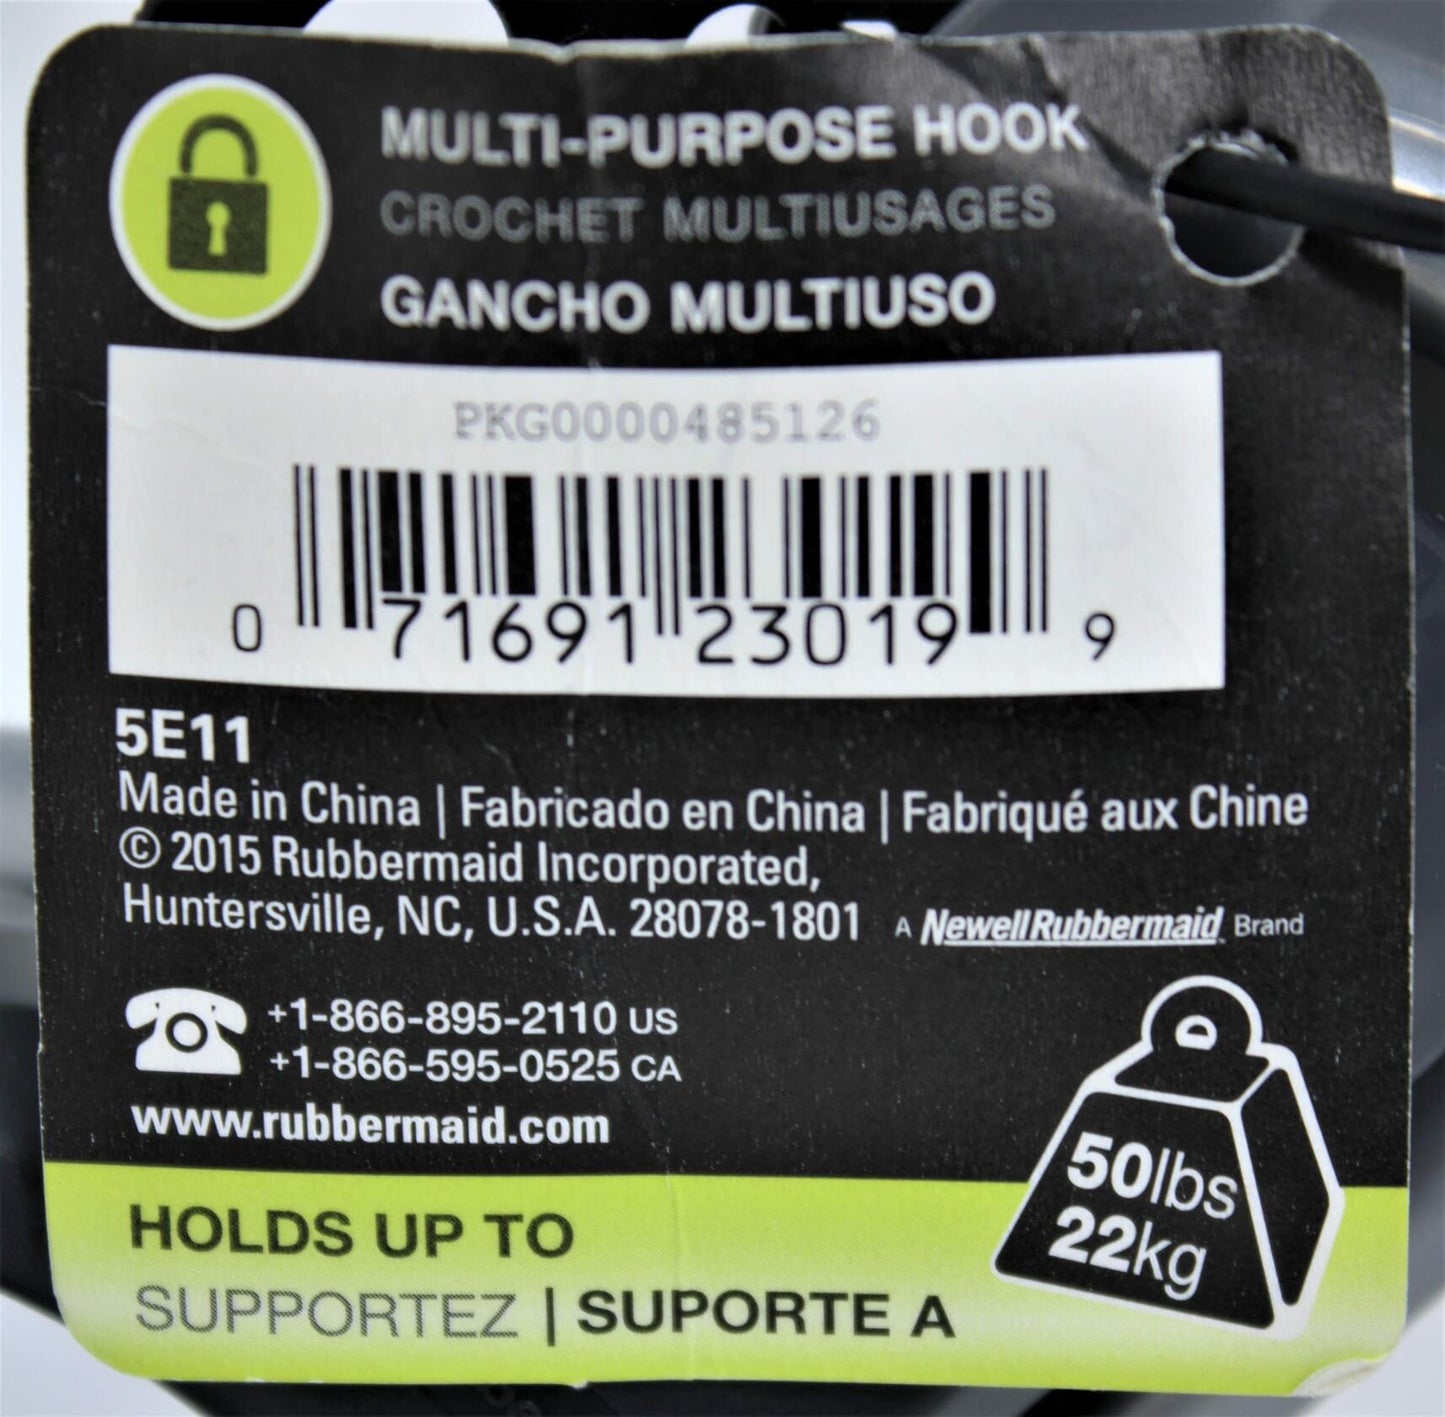 MULTI-PURPOSE HOOK
CROCHET MULTIUSAGES
GANCHO MULTIUSO
PKG0000485126
0 71691 23019 9
5E11
Made in China | Fabricado en China | Fabriqué aux Chine
© 2015 Rubbermaid Incorporated,
Huntersville, NC, U.S.A. 28078-1801 A NewellRubbermaid Brand
+1-866-895-2110 US
+1-866-595-0525 CA
www.rubbermaid.com
50lbs
22kg
HOLDS UP TO
SUPPORTEZ | SUPORTE A